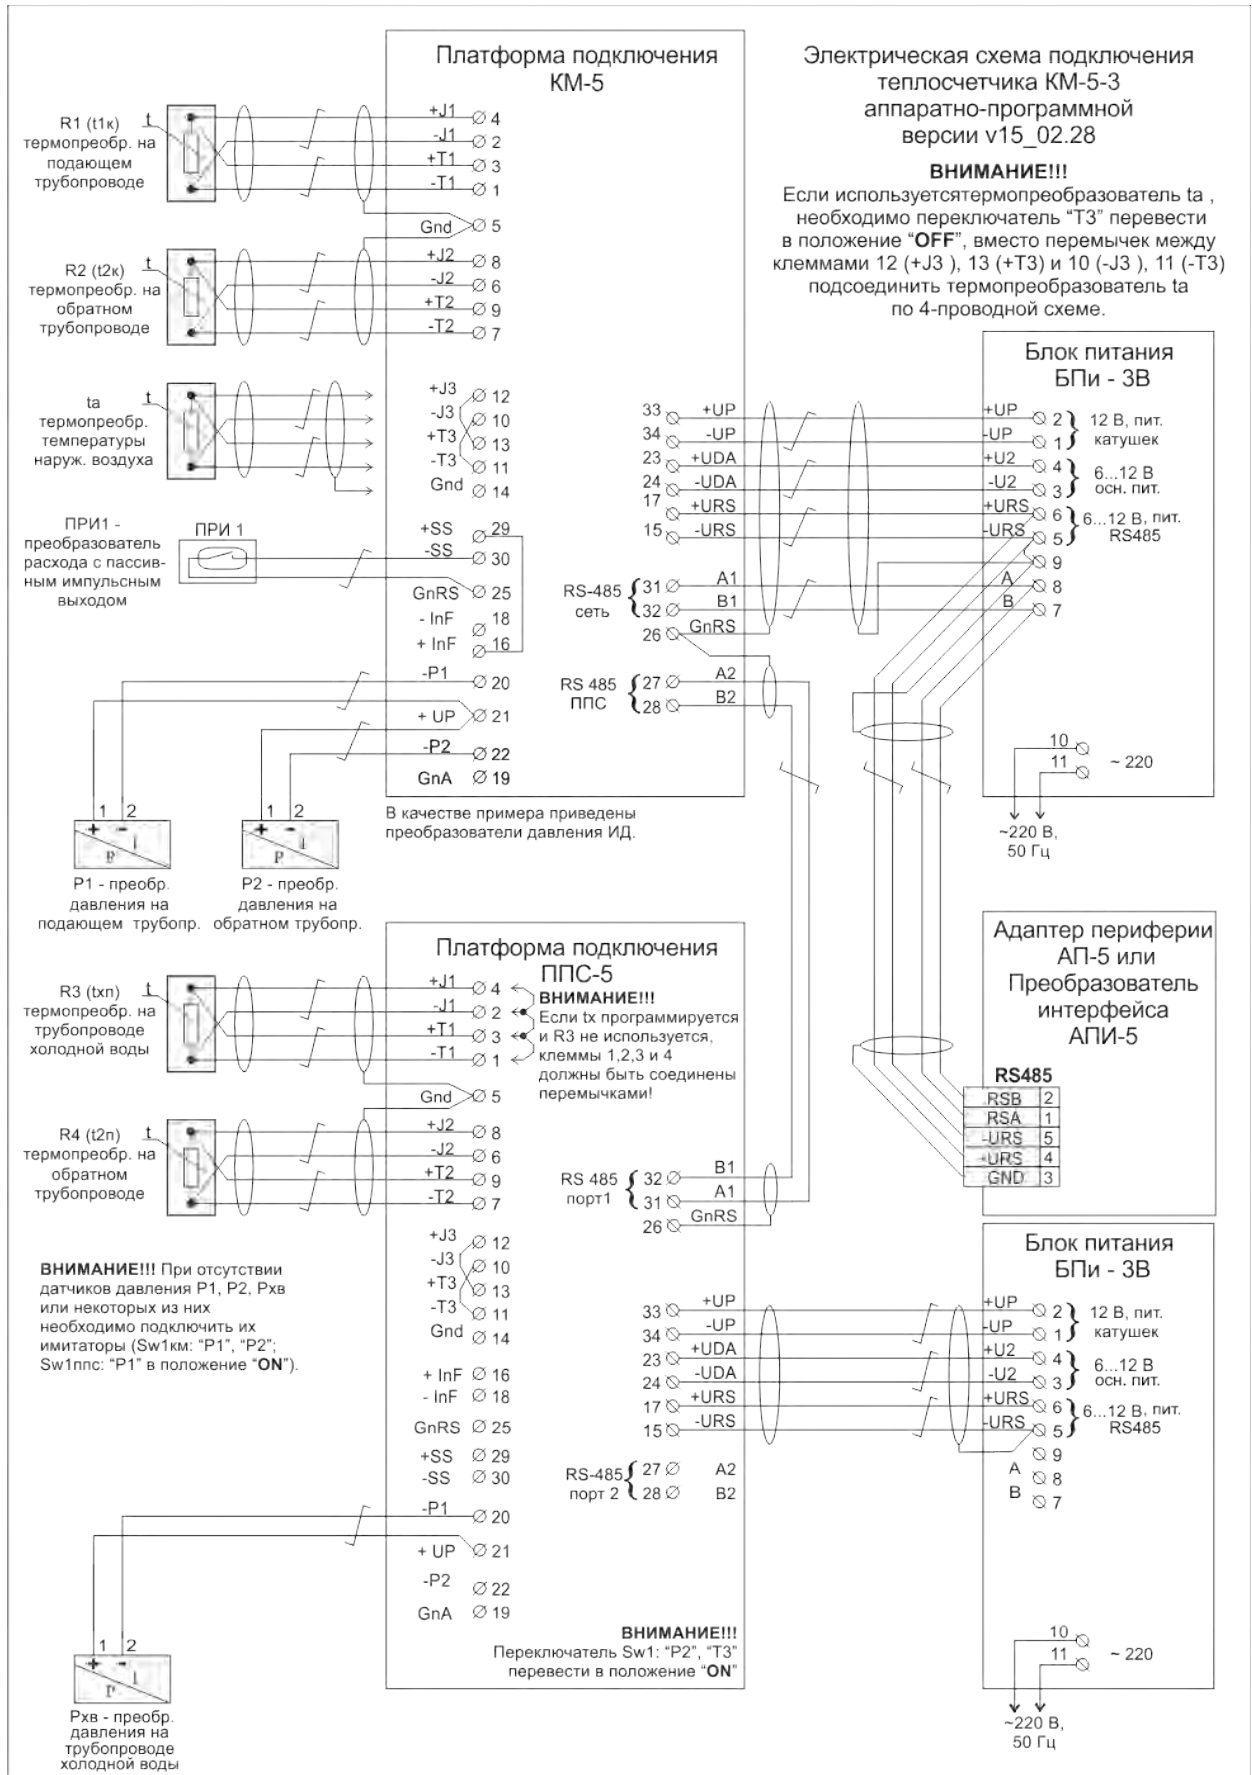 Платформа подключения
КМ-5
Электрическая схема подключения
теплосчетчика КМ-5-3
аппаратно-программной
версии v15_02.28
ВНИМАНИЕ!!!
Если используетсятермопреобразователь ta ,
необходимо переключатель “Т3” перевести
в положение “OFF”, вместо перемычек между
клеммами 12 (+J3 ), 13 (+T3) и 10 (-J3 ), 11 (-T3)
подсоединить термопреобразователь ta
по 4-проводной схеме.
R1 (t1к)
термопреобр. на
подающем
трубопроводе
t
+J1 4
-J1 2
+T1 3
-T1 1
Gnd 5
R2 (t2к)
термопреобр. на
обратном
трубопроводе
t
+J2 8
-J2 6
+T2 9
-T2 7
ta
термопреобр.
температуры
наруж. воздуха
t
+J3 12
-J3 10
+T3 13
-T3 11
Gnd 14
ПРИ1 -
преобразователь
расхода с пассив-
ным импульсным
выходом
ПРИ 1
+SS 29
-SS 30
GnRS 25
- InF 18
+ InF 16
-P1 20
+ UP 21
-P2 22
GnA 19
33 +UP
34 -UP
23 +UDA
24 -UDA
17 +URS
15 -URS
RS-485
сеть
31 A1
32 B1
26 GnRS
RS 485
ППС
27 A2
28 B2
Блок питания
БПи - 3В
+UP 2
-UP 1
12 В, пит.
катушек
+U2 4
-U2 3
6...12 В
осн. пит.
+URS 6
-URS 5
6...12 В, пит.
RS485
9
A 8
B 7
10
11
~ 220
~220 В,
50 Гц
1 2
+ -
P
1 2
+ -
P
P1 - преобр.
давления на
подающем трубопр.
P2 - преобр.
давления на
обратном трубопр.
В качестве примера приведены
преобразователи давления ИД.
Платформа подключения
ППС-5
R3 (tхп)
термопреобр. на
трубопроводе
холодной воды
t
+J1 4
-J1 2
+T1 3
-T1 1
Gnd 5
ВНИМАНИЕ!!!
Если tx программируется
и R3 не используется,
клеммы 1,2,3 и 4
должны быть соединены
перемычками!
R4 (t2п)
термопреобр. на
обратном
трубопроводе
t
+J2 8
-J2 6
+T2 9
-T2 7
+J3 12
-J3 10
+T3 13
-T3 11
Gnd 14
+ InF 16
- InF 18
GnRS 25
+SS 29
-SS 30
-P1 20
+ UP 21
-P2 22
GnA 19
ВНИМАНИЕ!!! При отсутствии
датчиков давления P1, P2, Pхв
или некоторых из них
необходимо подключить их
имитаторы (Sw1км: “P1”, “P2”;
Sw1ппс: “P1” в положение “ON”).
RS 485
порт1
32 B1
31 A1
26 GnRS
33 +UP
34 -UP
23 +UDA
24 -UDA
17 +URS
15 -URS
RS-485
порт 2
27 A2
28 B2
ВНИМАНИЕ!!!
Переключатель Sw1: “P2”, “T3”
перевести в положение “ON”
Адаптер периферии
АП-5 или
Преобразователь
интерфейса
АПИ-5
RS485
RSB 2
RSA 1
-URS 5
URS 4
GND 3
Блок питания
БПи - 3В
+UP 2
-UP 1
12 В, пит.
катушек
+U2 4
-U2 3
6...12 В
осн. пит.
+URS 6
-URS 5
6...12 В, пит.
RS485
9
A 8
B 7
10
11
~ 220
~220 В,
50 Гц
1 2
+ -
P
Pхв - преобр.
давления на
трубопроводе
холодной воды